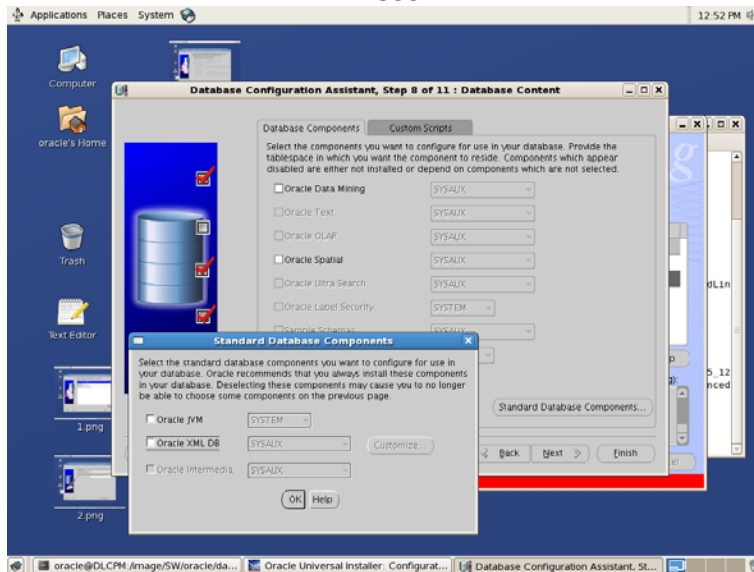 Applications Places System
12:52 PM
Computer
oracle's Home
Trash
Text Editor
1.png
2.png
Database Configuration Assistant, Step 8 of 11 : Database Content
Database Components
Custom Scripts
Select the components you want to configure for use in your database. Provide the
tablespace in which you want the component to reside. Components which appear
disabled are either not installed or depend on components which are not selected.
Oracle Data Mining
SYSAUX
Oracle Text
SYSAUX
Oracle OLAP
SYSAUX
Oracle Spatial
SYSAUX
Oracle Ultra Search
SYSAUX
Oracle Label Security
SYSTEM
Sample Schemas
SYSAUX
Standard Database Components...
Back
Next
Finish
Standard Database Components
Select the standard database components you want to configure for use in
your database. Oracle recommends that you always install these components
in your database. Deselecting these components may cause you to no longer
be able to choose some components on the previous page.
Oracle JVM
SYSTEM
Oracle XML DB
SYSAUX
Customize...
Oracle Intermedia
SYSAUX
OK
Help
g
dLin
p
5_12
nced
oracle@DLCPM:/image/SW/oracle/da...
Oracle Universal Installer: Configurat...
Database Configuration Assistant, St...